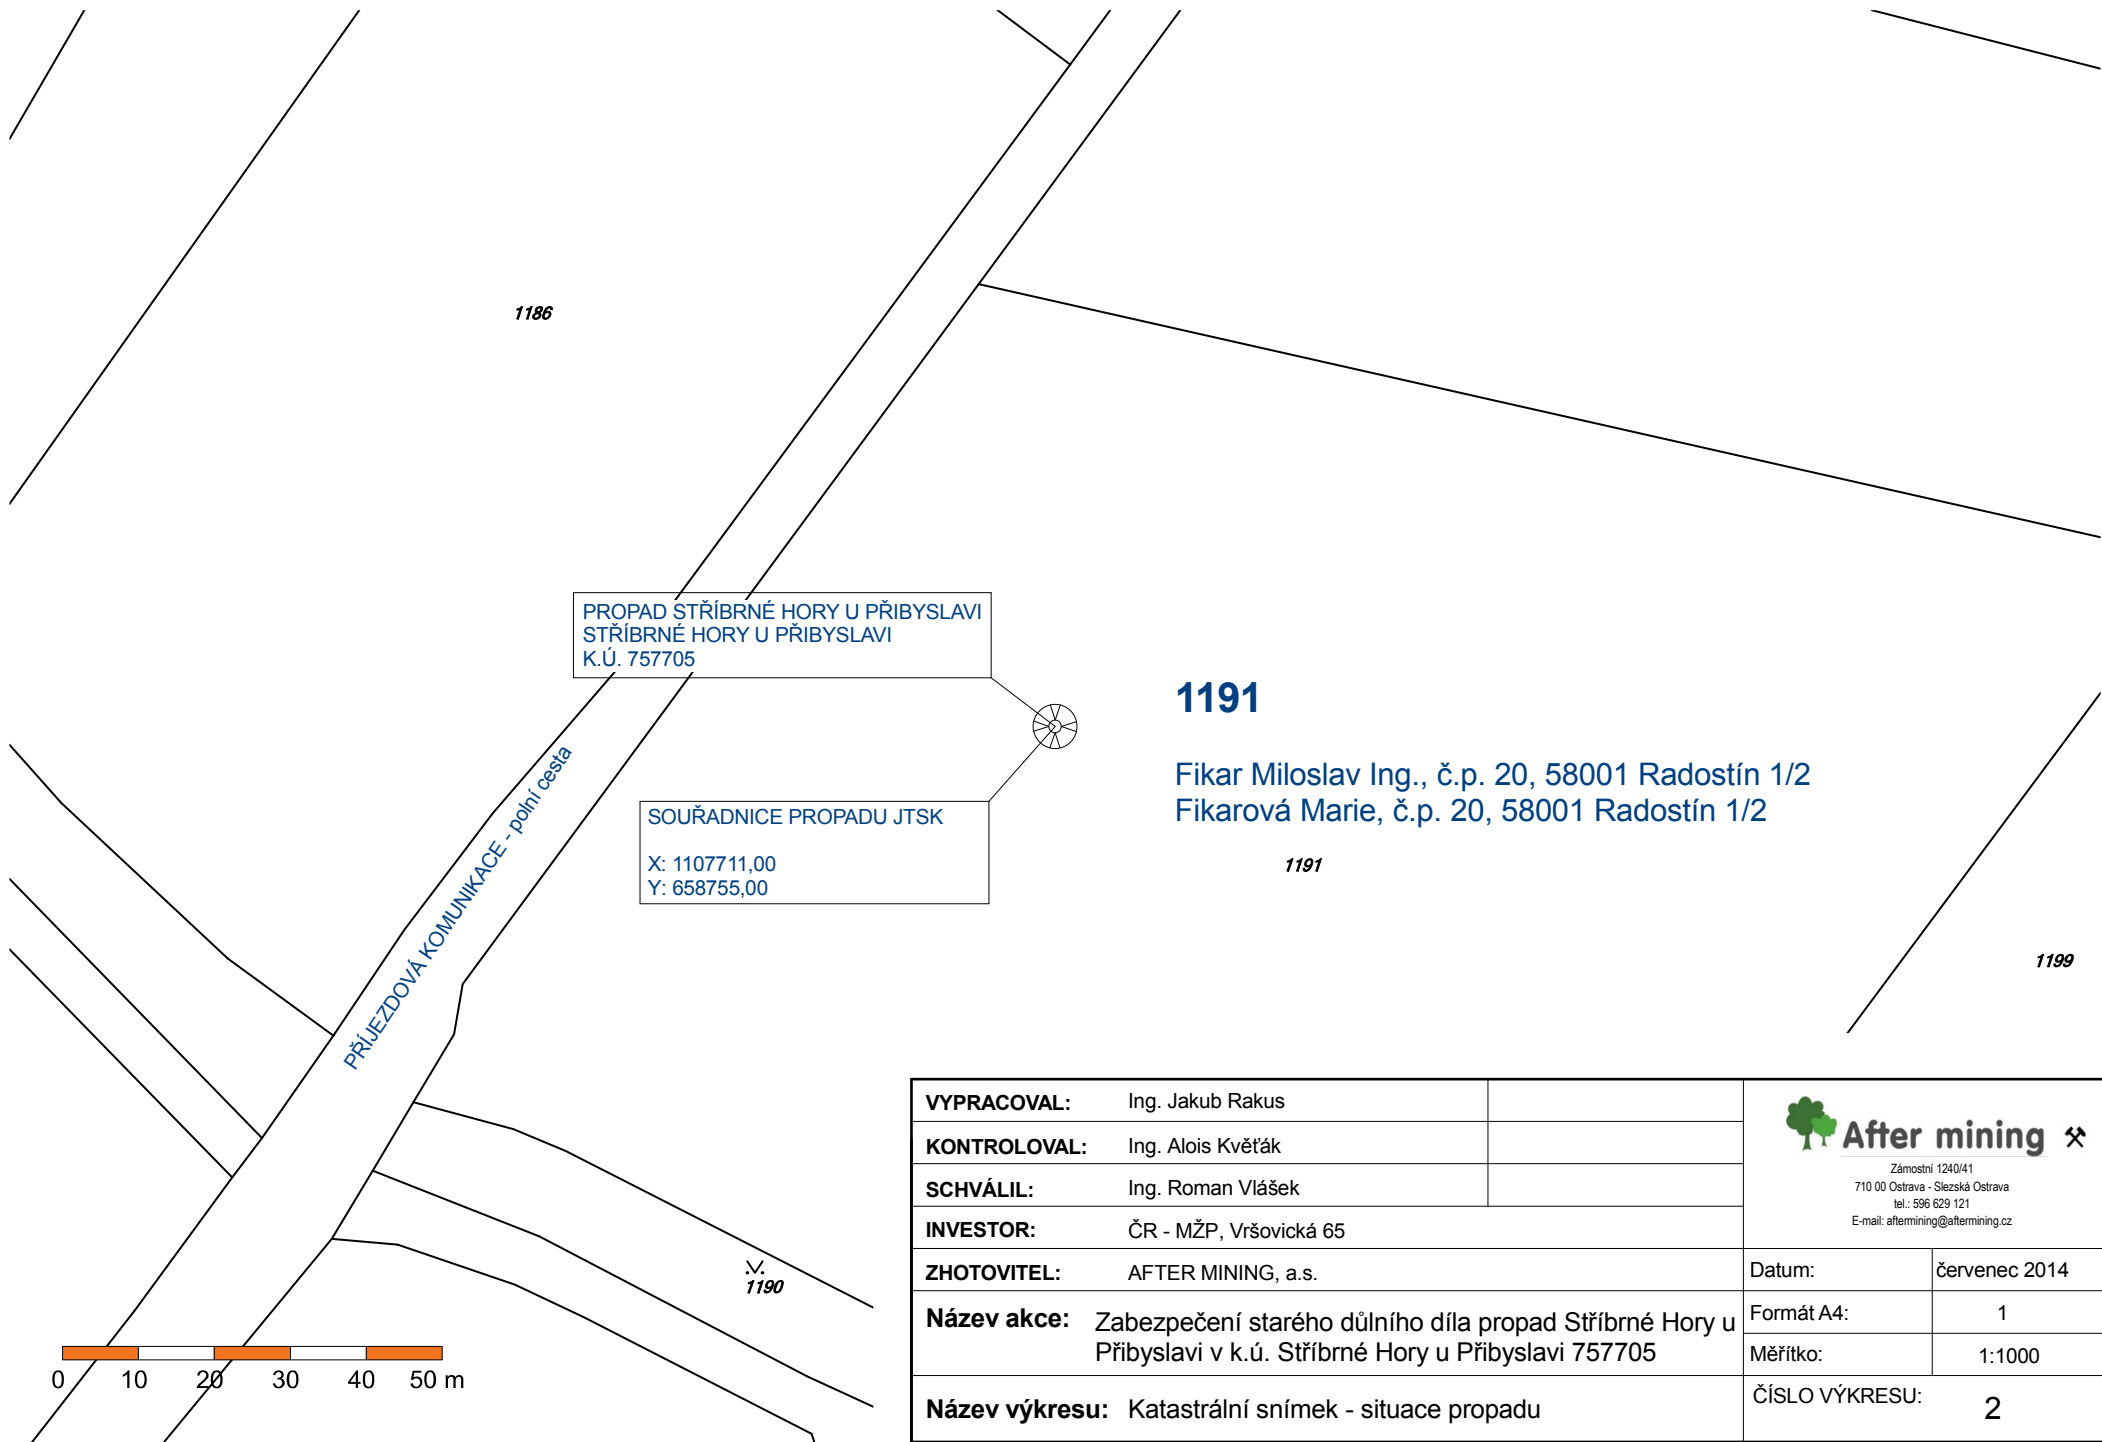 1186
PROPAD STŘÍBRNÉ HORY U PŘIBYSLAVI
STŘÍBRNÉ HORY U PŘIBYSLAVI
K.Ú. 757705
1191
Fikar Miloslav Ing., č.p. 20, 58001 Radostín 1/2
Fikarová Marie, č.p. 20, 58001 Radostín 1/2
1191
SOUŘADNICE PROPADU JTSK
X: 1107711,00
Y: 658755,00
PŘÍJEZDOVÁ KOMUNIKACE - polní cesta
1199
1190
0 10 20 30 40 50 m
VYPRACOVAL: Ing. Jakub Rakus
KONTROLOVAL: Ing. Alois Květák
SCHVÁLIL: Ing. Roman Vlášek
INVESTOR: ČR - MŽP, Vršovická 65
ZHOTOVITEL: AFTER MINING, a.s.
Název akce: Zabezpečení starého důlního díla propad Stříbrné Hory u
Přibyslavi v k.ú. Stříbrné Hory u Přibyslavi 757705
Název výkresu: Katastrální snímek - situace propadu
After mining
Zámostní 1240/41
710 00 Ostrava - Slezská Ostrava
tel.: 596 629 121
E-mail: aftermining@aftermining.cz
Datum: červenec 2014
Formát A4: 1
Měřítko: 1:1000
ČÍSLO VÝKRESU: 2